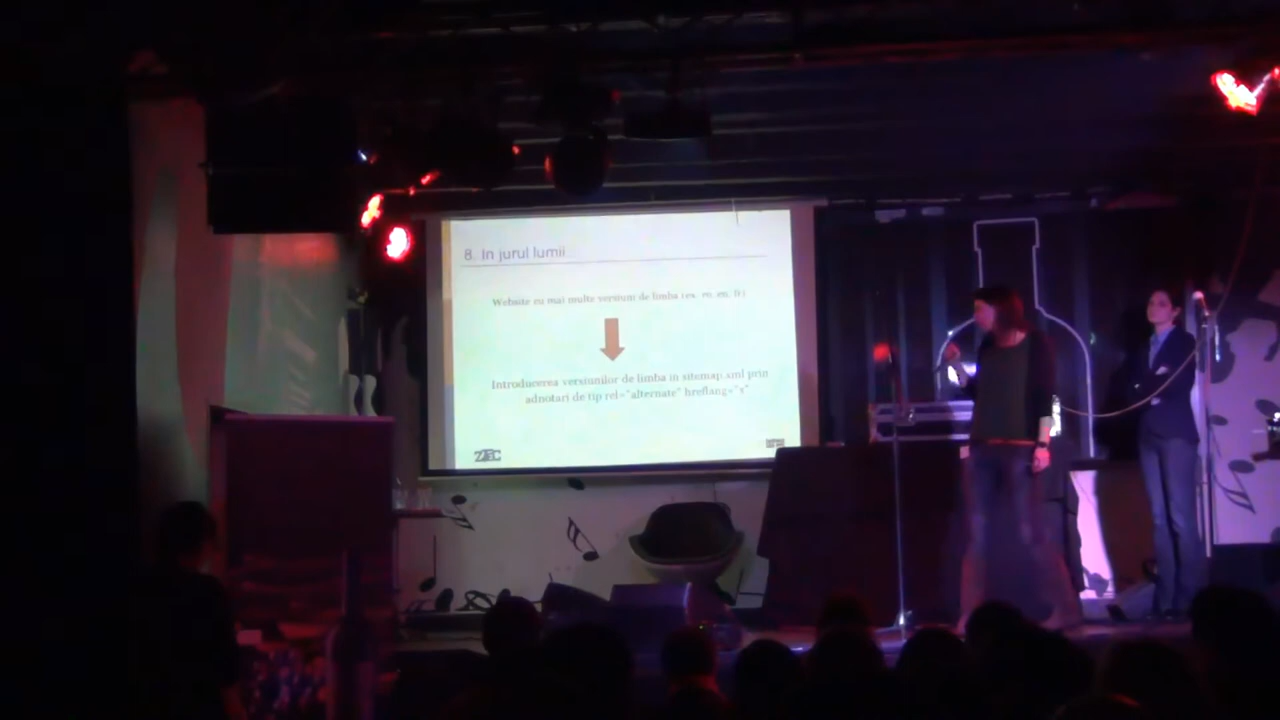 8. In jurul lumii...
Website cu mai multe versiuni de limba (ex. ro, en, fr)
Introducerea versiunilor de limba in sitemap.xml prin
adnotari de tip rel="alternate" hreflang="x"